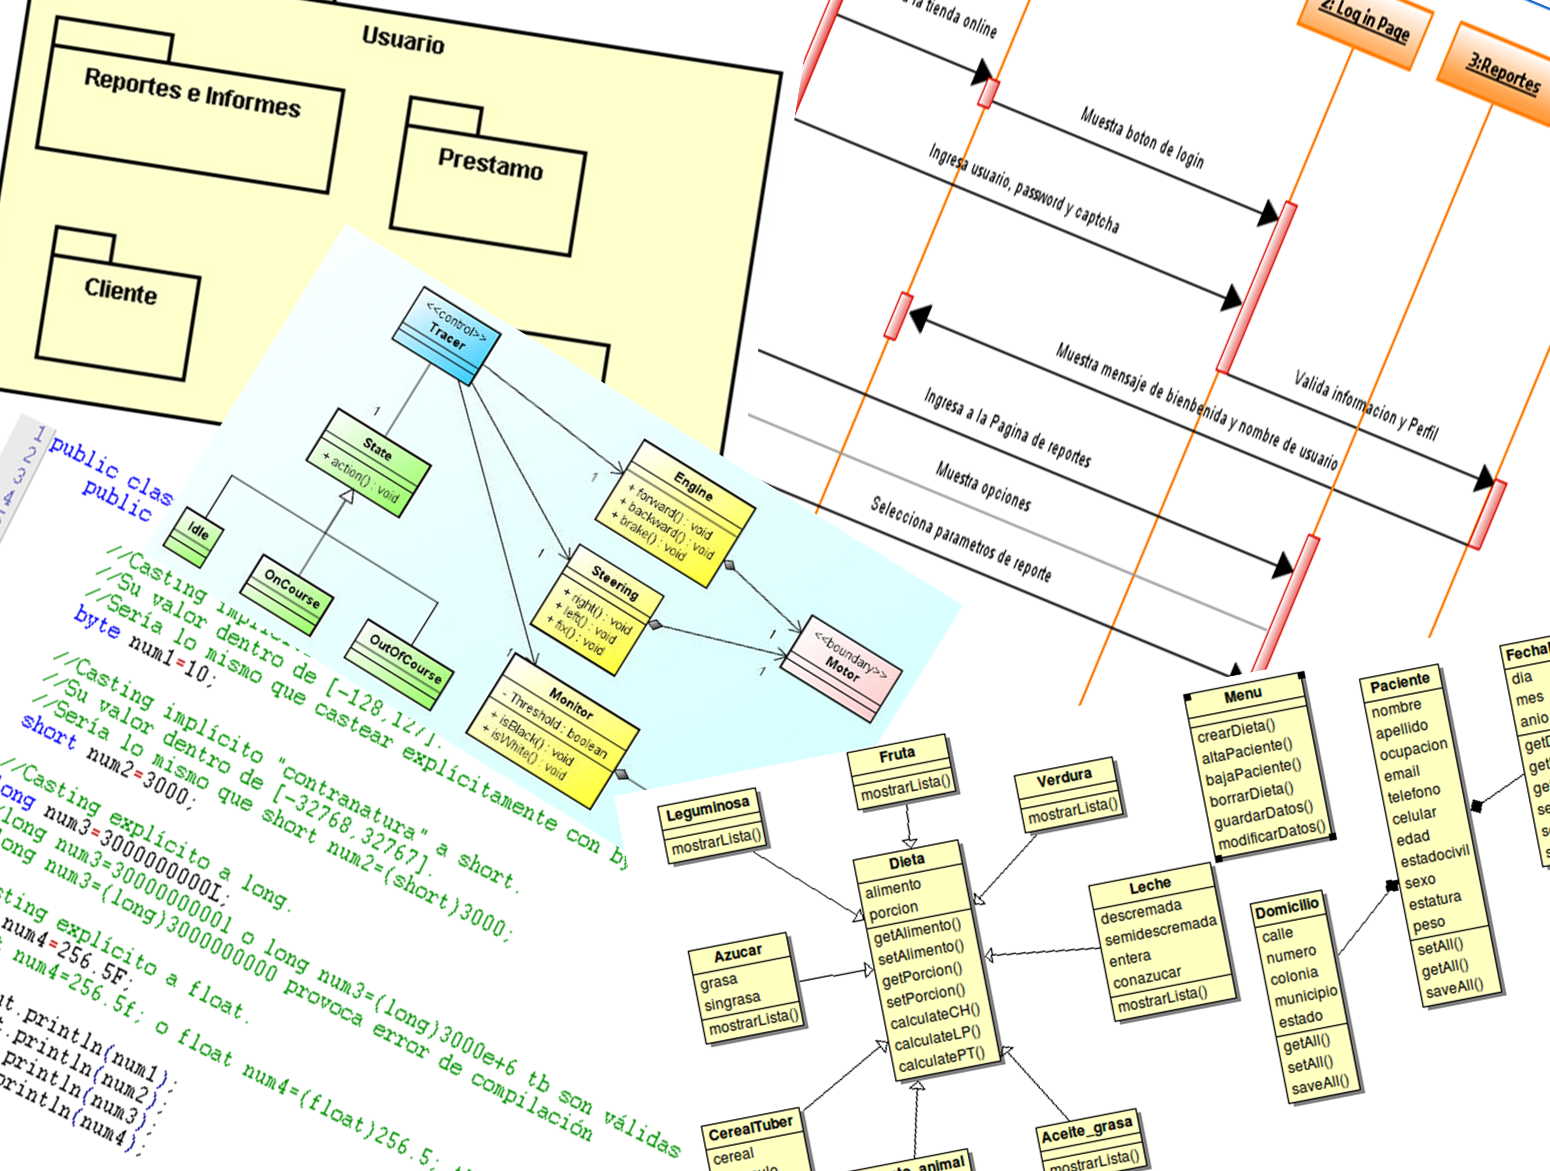 Usuario
Reportes e Informes
Prestamo
Cliente
la tienda online
2: Log in Page
3:Reportes
Muestra boton de login
Ingresa usuario, password y captcha
Muestra mensaje de bienbenida y nombre de usuario
Valida informacion y Perfil
Ingresa a la Pagina de reportes
Muestra opciones
Selecciona parametros de reporte
<<control>>
Tracer
1
State
+ action() : void
Idle
OnCourse
OutOfCourse
1
Engine
+ forward() : void
+ backward() : void
+ brake() : void
1
Steering
+ right() : void
+ left() : void
+ fix() : void
1
Monitor
- Threshold : boolean
+ isBlack() : void
+ isWhite() : void
1
1
<<boundary>>
Motor
1
2
3
4
public clas
public
//Casting
//Su valor dentro de [-128,127].
//Sería lo mismo que castear explícitamente con by
byte num1=10;
//Casting implícito "contranatura" a short.
//Su valor dentro de [-32768,32767].
//Sería lo mismo que short num2=(short)3000;
short num2=3000;
//Casting explícito a long.
long num3=3000000000L;
/long num3=3000000000l o long num3=(long)3000e+6 tb son válidas
long num3=(long)3000000000 provoca error de compilación
sting explícito a float.
num4=256.5F;
t num4=256.5f; o float num4=(float)256.5;
ut.println(num1);
t.println(num2);
println(num3);
println(num4);
Leguminosa
mostrarLista()
Fruta
mostrarLista()
Verdura
mostrarLista()
Dieta
alimento
porcion
getAlimento()
setAlimento()
getPorcion()
setPorcion()
calculateCH()
calculateLP()
calculatePT()
Azucar
grasa
singrasa
mostrarLista()
Leche
descremada
semidescremada
entera
conazucar
mostrarLista()
CerealTuber
cereal
animal
Aceite_grasa
mostrarLista()
Menu
crearDieta()
altaPaciente()
bajaPaciente()
borrarDieta()
guardarDatos()
modificarDatos()
Domicilio
calle
numero
colonia
municipio
estado
getAll()
setAll()
saveAll()
Paciente
nombre
apellido
ocupacion
email
telefono
celular
edad
estadocivil
sexo
estatura
peso
setAll()
getAll()
saveAll()
Fecha
dia
mes
anio